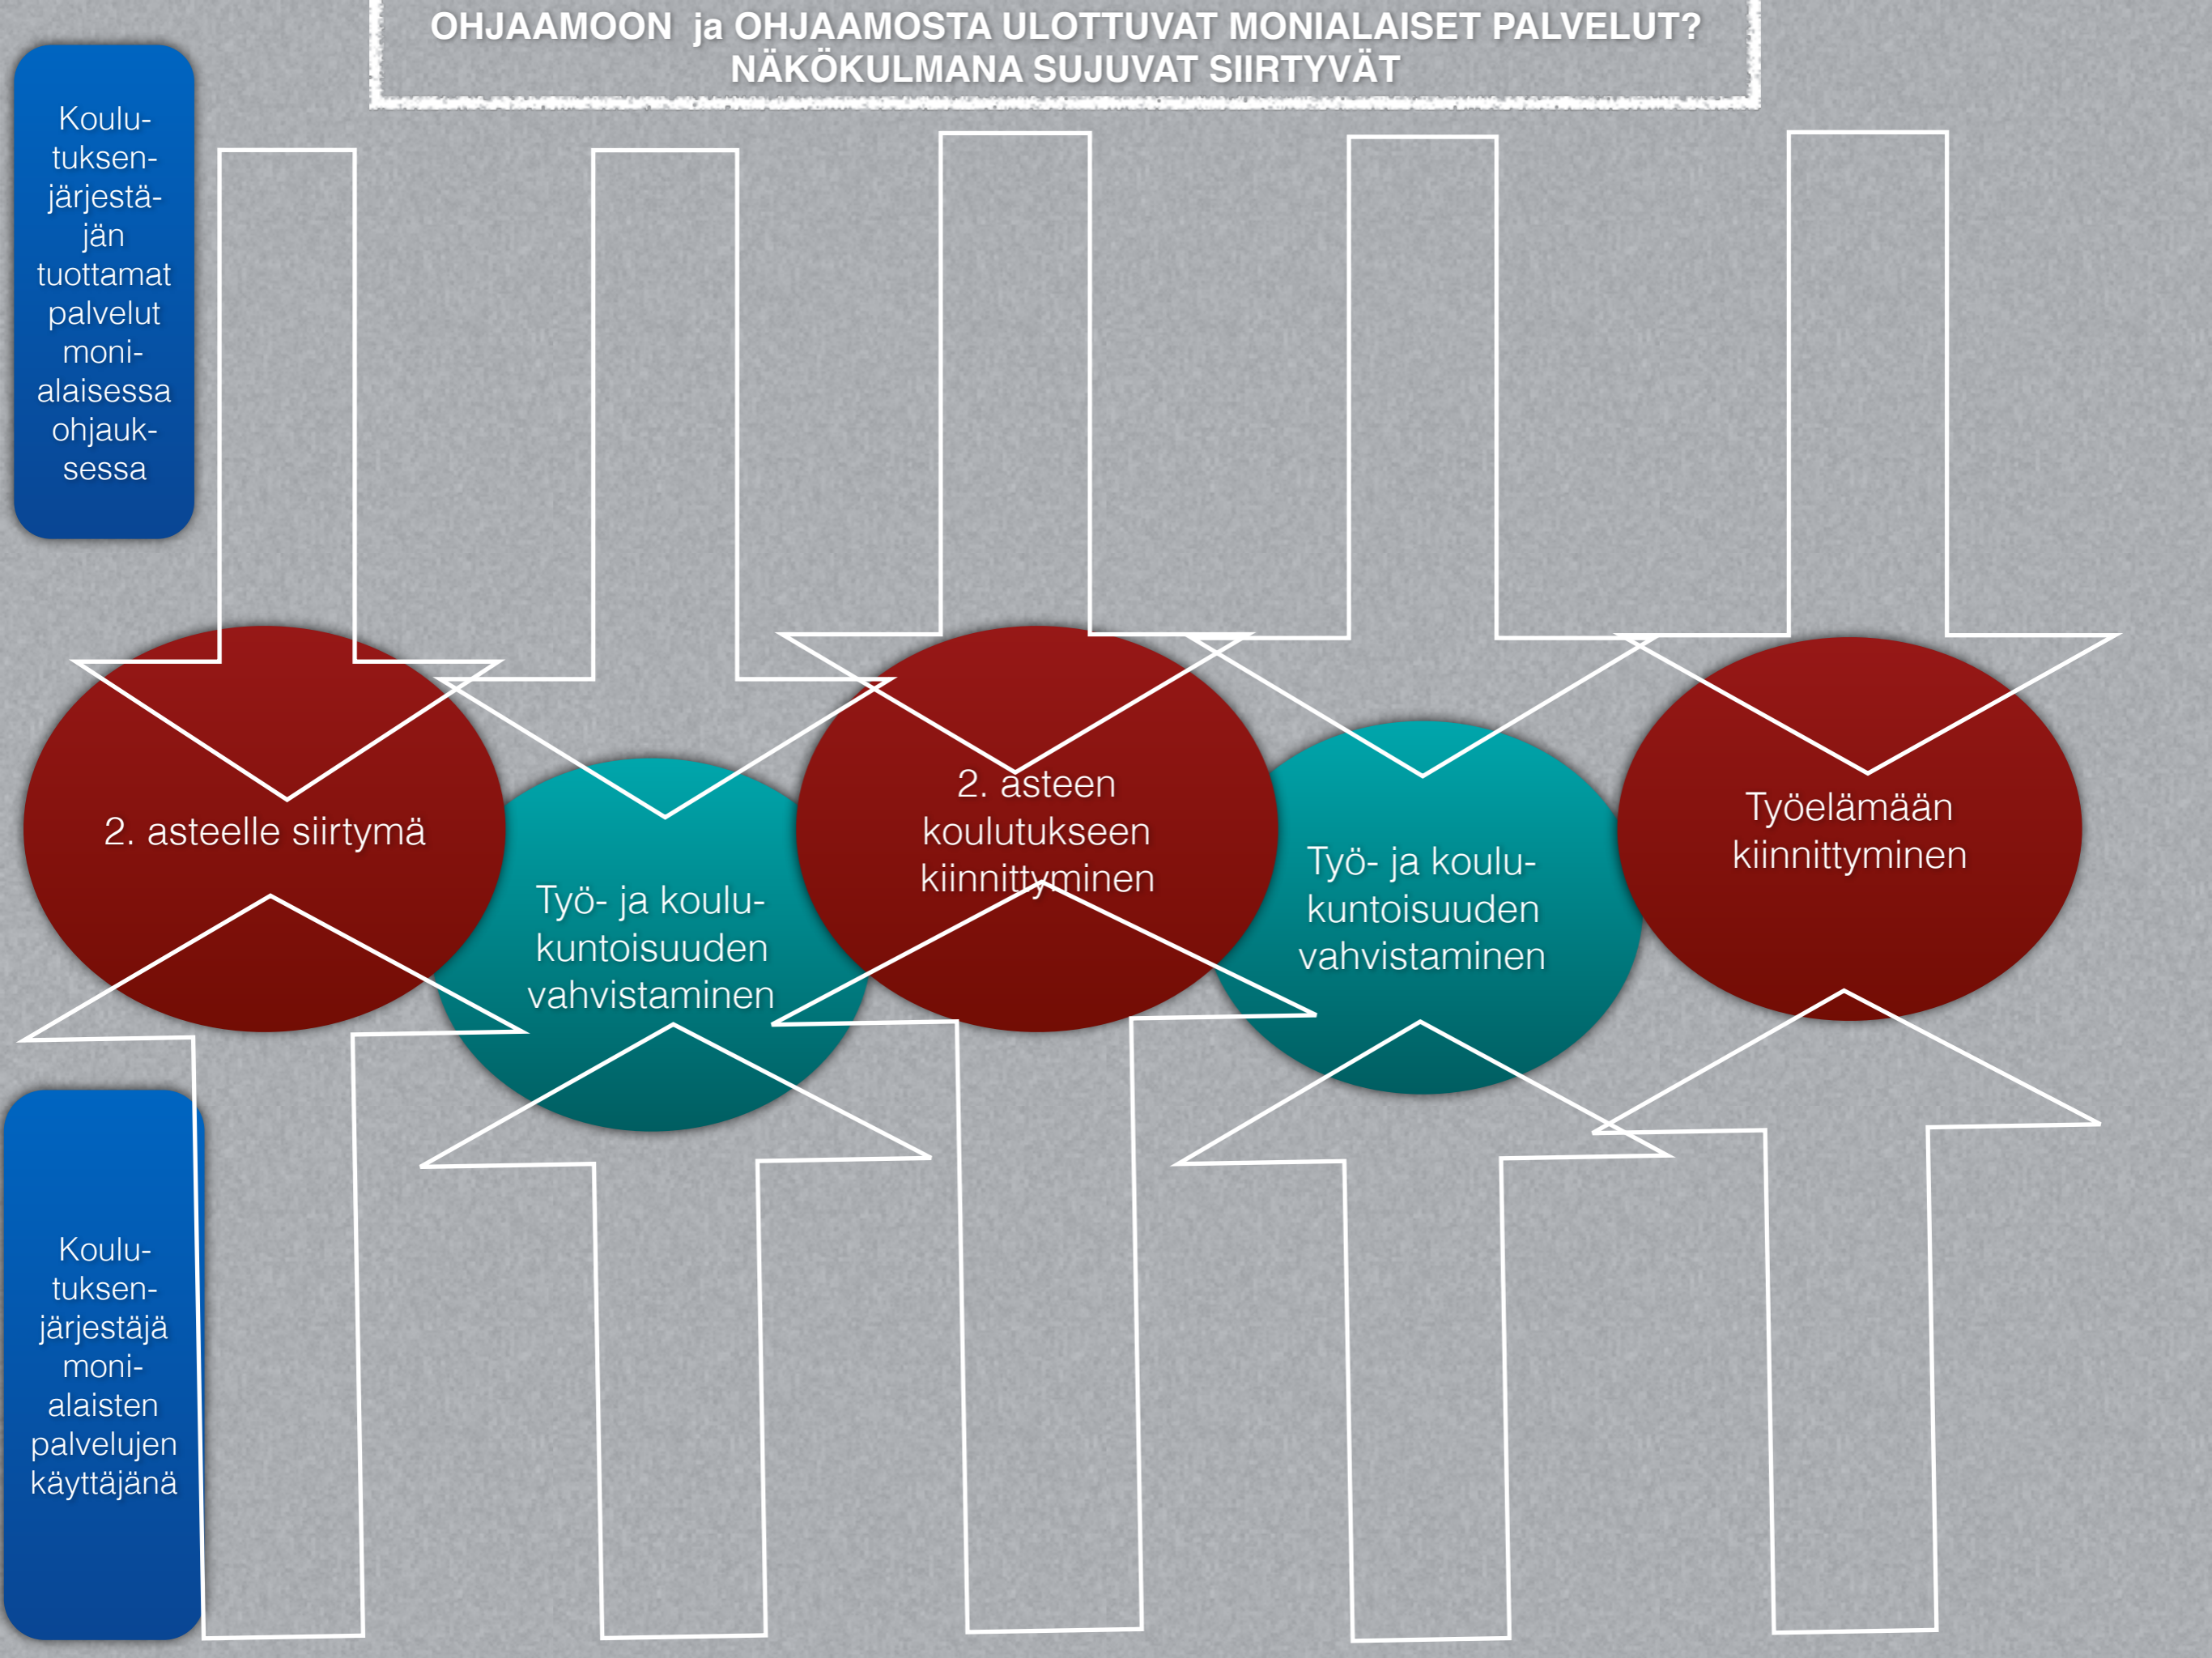 OHJAAMOON ja OHJAAMOSTA ULOTTUVAT MONIALAISET PALVELUT?
NÄKÖKULMANA SUJUVAT SIIRTYVÄT
Koulu-
tuksen-
järjestä-
jän
tuottamat
palvelut
moni-
alaisessa
ohjauk-
sessa
2. asteelle siirtymä
Työ- ja koulu-
kuntoisuuden
vahvistaminen
2. asteen
koulutukseen
kiinnittyminen
Työ- ja koulu-
kuntoisuuden
vahvistaminen
Työelämään
kiinnittyminen
Koulu-
tuksen-
järjestäjä
moni-
alaisten
palvelujen
käyttäjänä